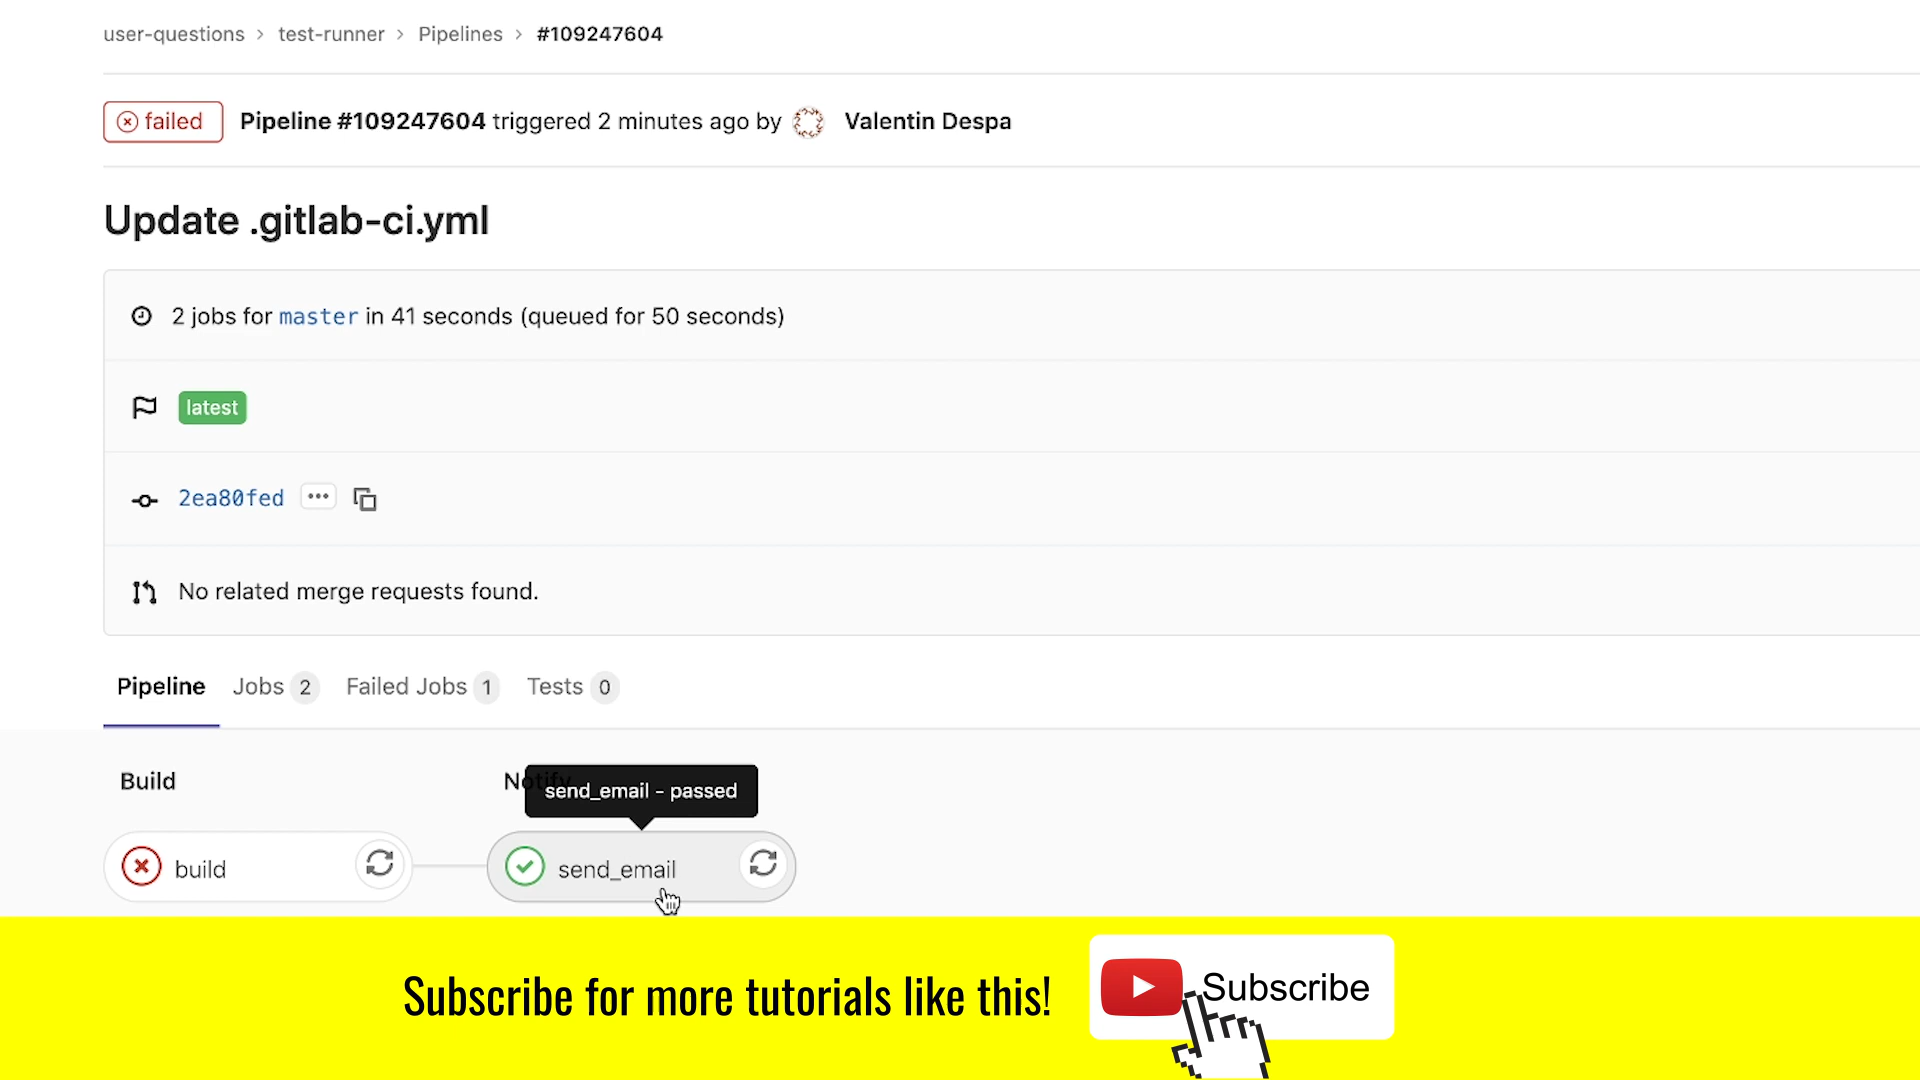 user-questions > test-runner > Pipelines > #109247604
failed Pipeline #109247604 triggered 2 minutes ago by Valentin Despa
Update .gitlab-ci.yml
2 jobs for master in 41 seconds (queued for 50 seconds)
latest
2ea80fed
No related merge requests found.
Pipeline Jobs 2 Failed Jobs 1 Tests 0
Build Notify
send_email - passed
build send_email
Subscribe for more tutorials like this! Subscribe